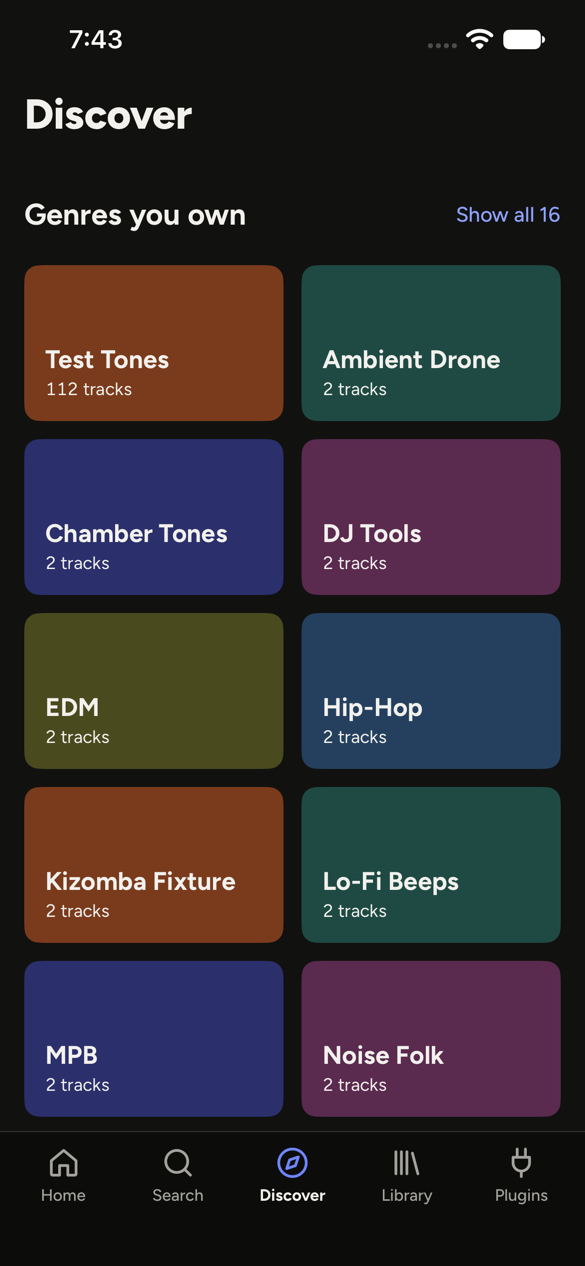 7:43
Discover
Genres you own
Show all 16
Test Tones
112 tracks
Ambient Drone
2 tracks
Chamber Tones
2 tracks
DJ Tools
2 tracks
EDM
2 tracks
Hip-Hop
2 tracks
Kizomba Fixture
2 tracks
Lo-Fi Beeps
2 tracks
MPB
2 tracks
Noise Folk
2 tracks
Home
Search
Discover
Library
Plugins